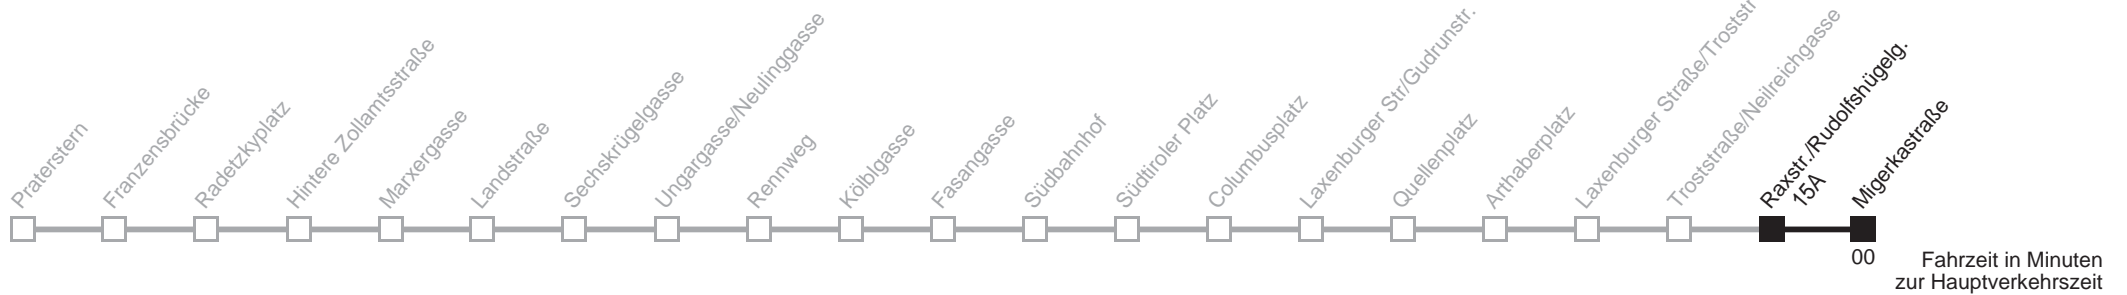 Praterstern
Franzensbrücke
Radetzkyplatz
Hintere Zollamtsstraße
Marxergasse
Landstraße
Sechskrügelgasse
Ungargasse/Neulinggasse
Rennweg
Kölblgasse
Fasangasse
Südbahnhof
Südtiroler Platz
Columbusplatz
Laxenburger Str/Gudrunstr.
Quellenplatz
Arthaberplatz
Laxenburger Straße/Troststr
Troststraße/Neilreichgasse
Raxstr./Rudolfshügelg.
15A
Migerkastraße
00
Fahrzeit in Minuten
zur Hauptverkehrszeit